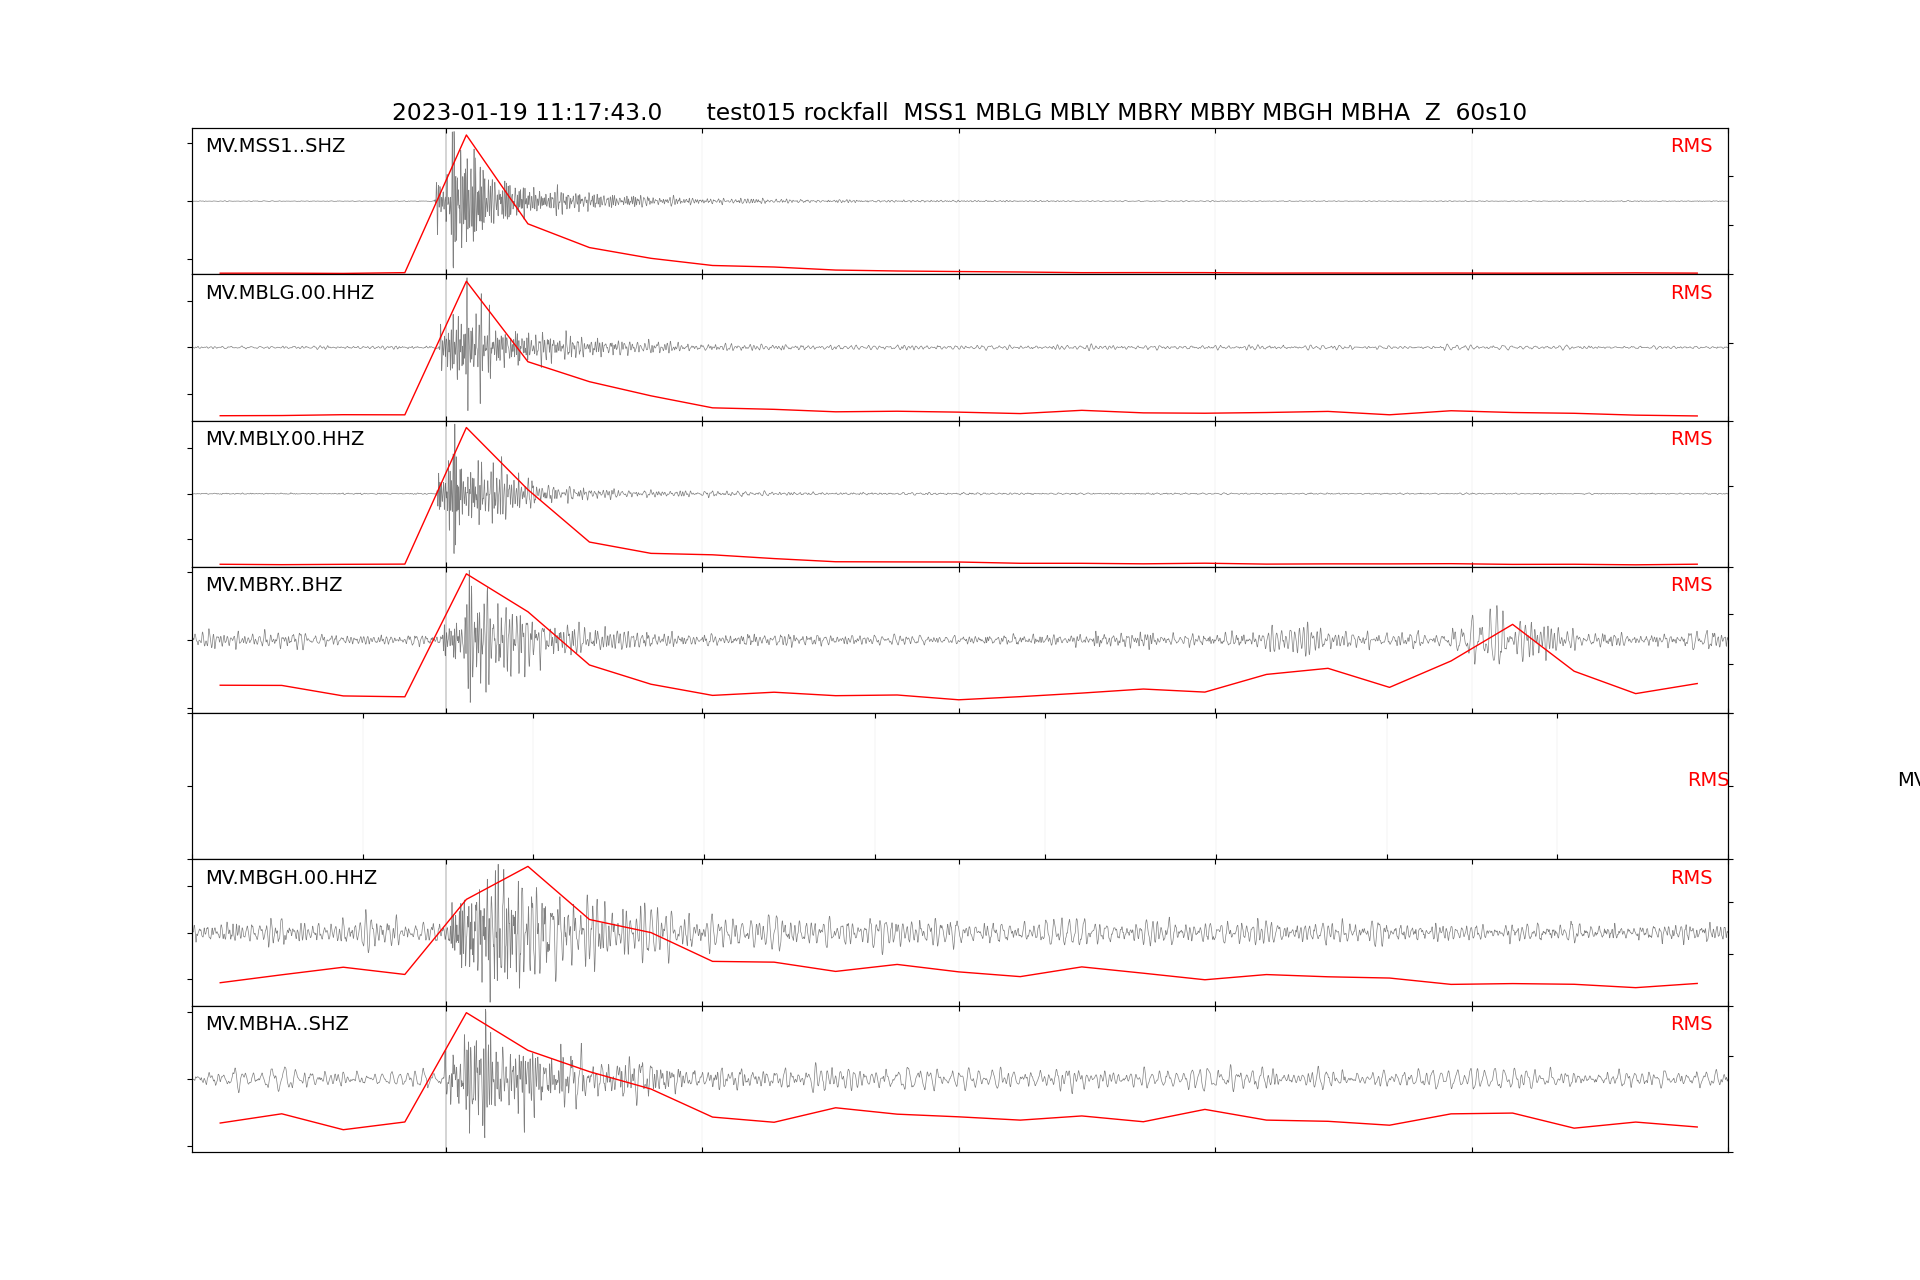 2023-01-19 11:17:43.0 test015 rockfall MSS1 MBLG MBLY MBRY MBBY MBGH MBHA Z 60s10
MV.MSS1..SHZ RMS
MV.MBLG.00.HHZ RMS
MV.MBLY.00.HHZ RMS
MV.MBRY..BHZ RMS
RMS MV
MV.MBGH.00.HHZ RMS
MV.MBHA..SHZ RMS